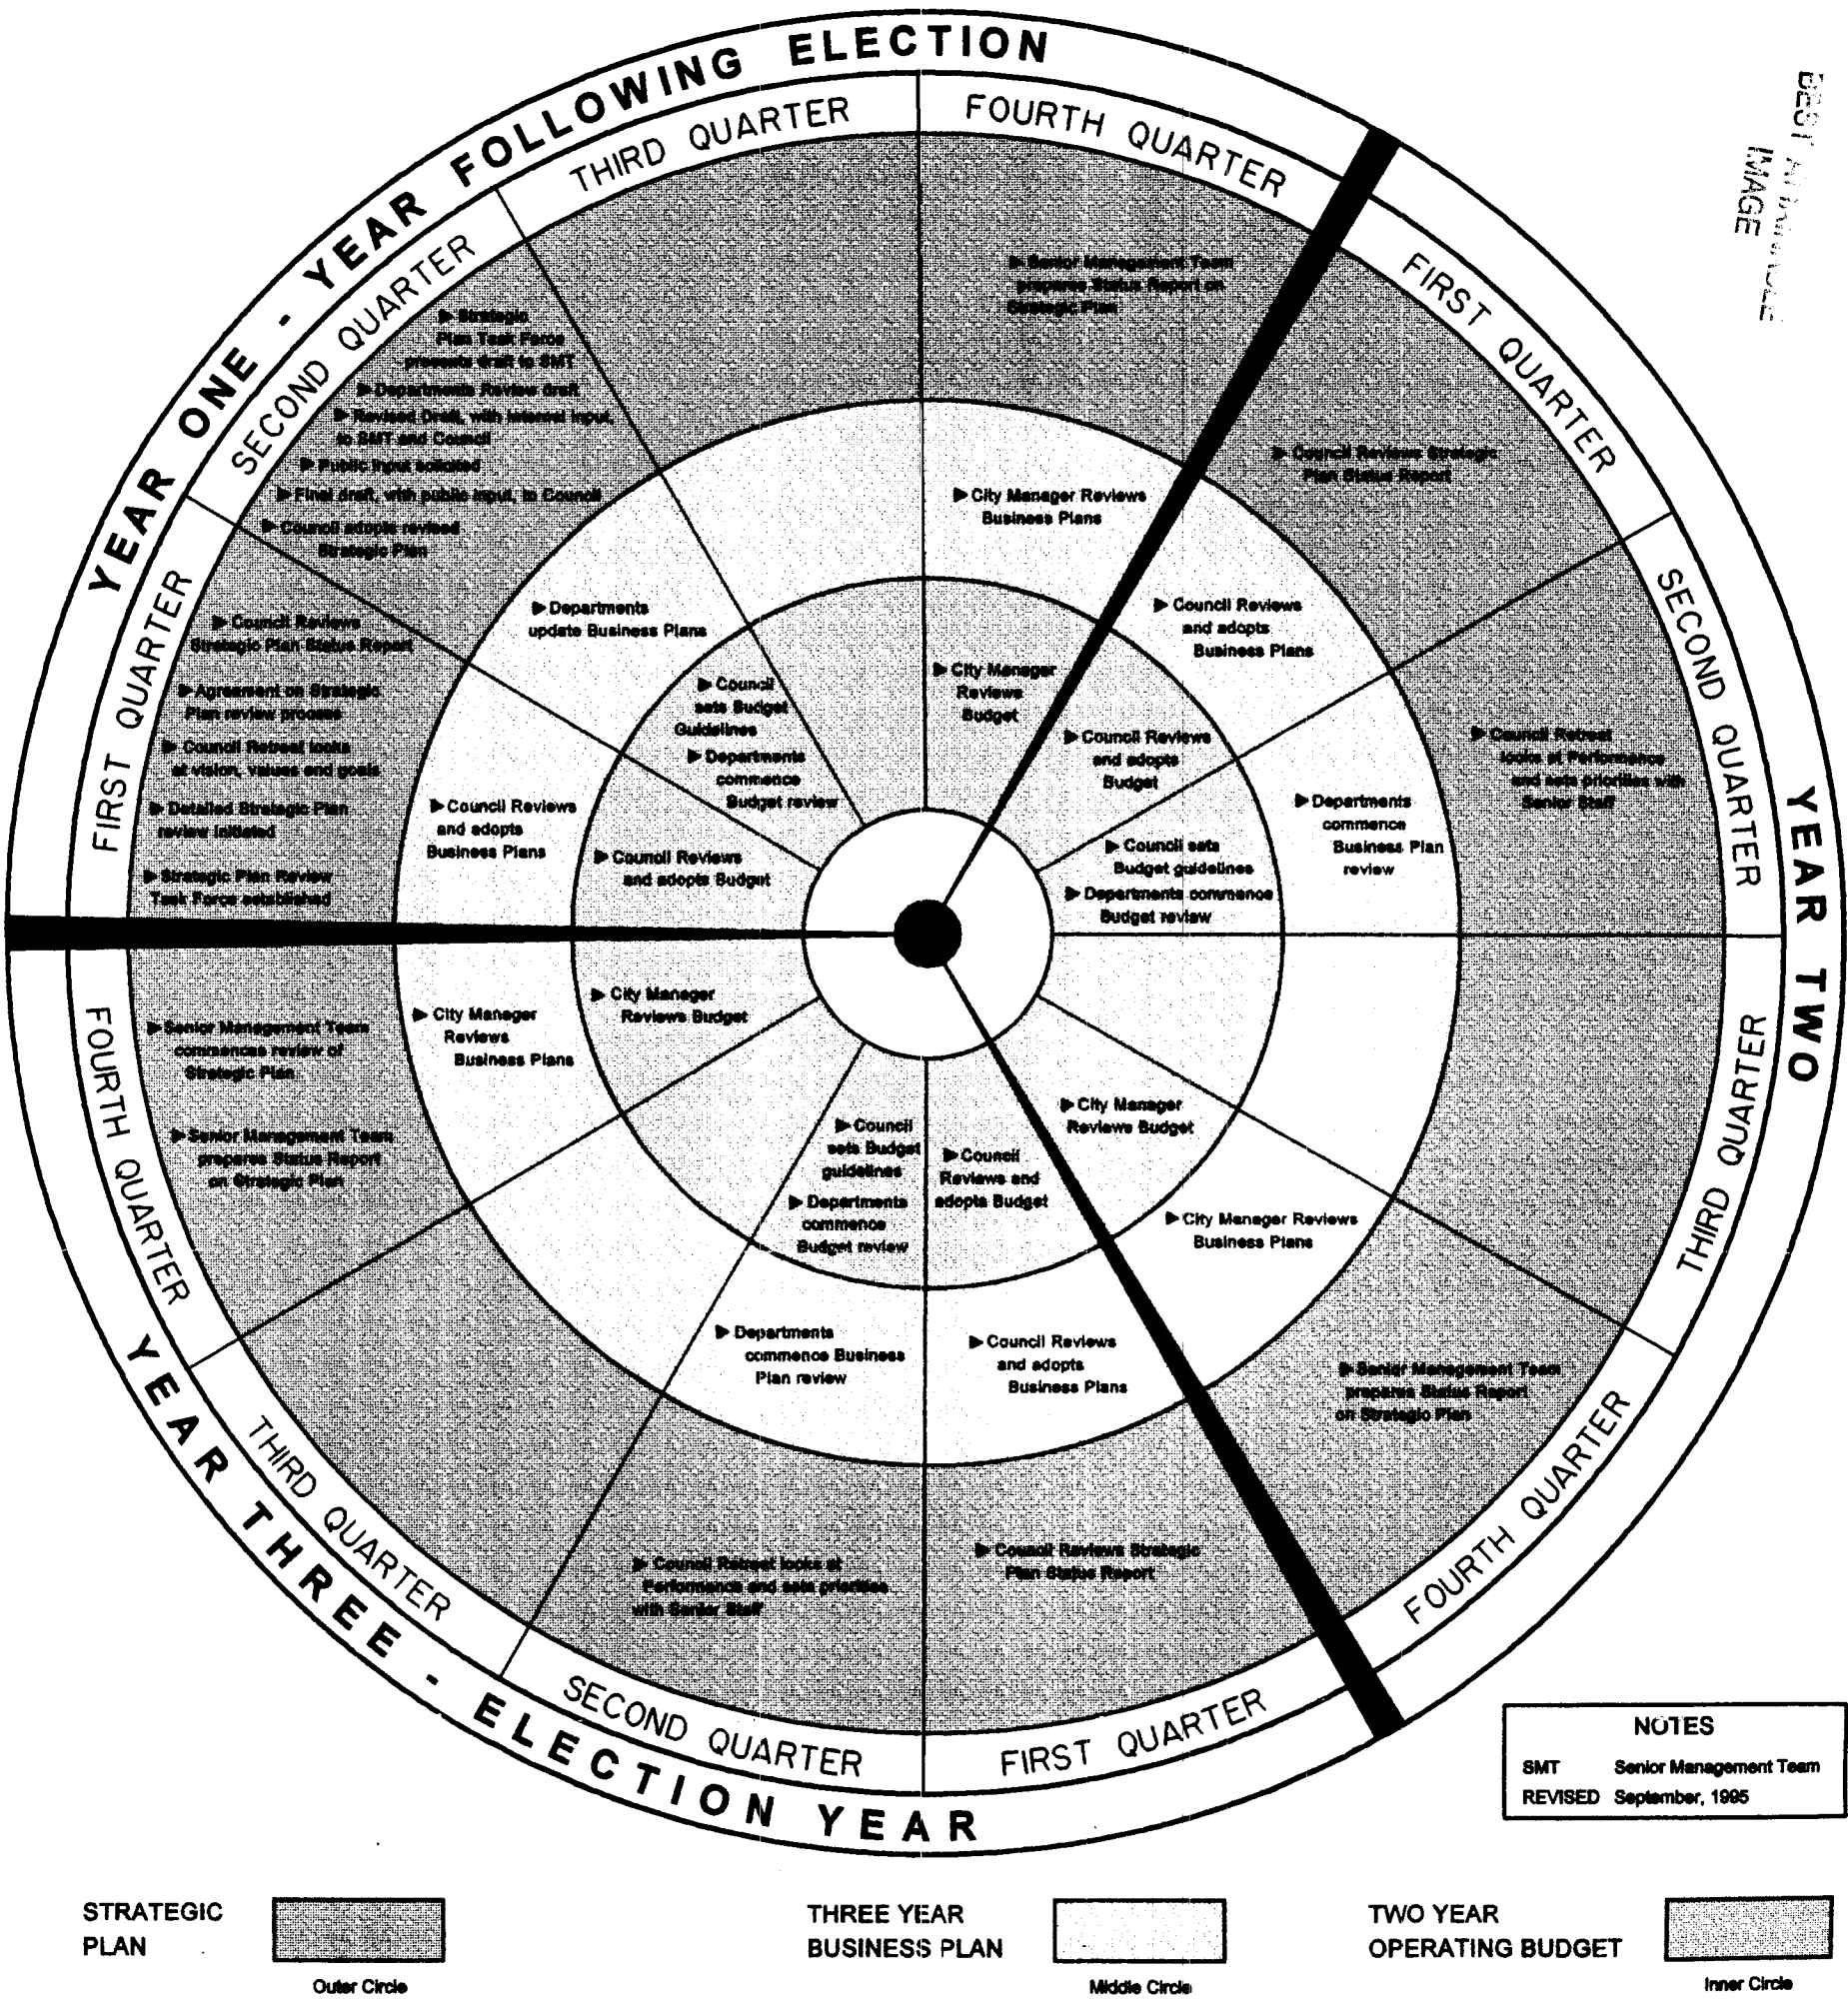 YEAR ONE - YEAR FOLLOWING ELECTION
FIRST QUARTER
▶ Council Reviews
Strategic Plan Status Report
▶ Agreement on Strategic
Plan review process
▶ Council Retreat looks
at vision, values and goals
▶ Detailed Strategic Plan
review initiated
▶ Strategic Plan Review
Task Force established
▶ Council Reviews
and adopts
Business Plans
▶ Council Reviews
and adopts Budget
SECOND QUARTER
▶ Strategic
Plan Task Force
presents draft to SMT
▶ Departments Review draft
▶ Revised Draft, with internal input,
to SMT and Council
▶ Public input solicited
▶ Final draft, with public input, to Council
▶ Council adopts revised
Strategic Plan
▶ Departments
update Business Plans
▶ Council
sets Budget
Guidelines
▶ Departments
commence
Budget review
THIRD QUARTER
FOURTH QUARTER
▶ Senior Management Team
prepares Status Report on
Strategic Plan
▶ City Manager Reviews
Business Plans
▶ City Manager
Reviews
Budget
YEAR TWO
FIRST QUARTER
▶ Council Reviews Strategic
Plan Status Report
▶ Council Reviews
and adopts
Business Plans
▶ Council Reviews
and adopts
Budget
SECOND QUARTER
▶ Council Retreat
looks at Performance
and sets priorities with
Senior Staff
▶ Departments
commence
Business Plan
review
▶ Council sets
Budget guidelines
▶ Departments commence
Budget review
THIRD QUARTER
FOURTH QUARTER
▶ Senior Management Team
prepares Status Report
on Strategic Plan
▶ City Manager Reviews
Business Plans
▶ City Manager
Reviews Budget
YEAR THREE - ELECTION YEAR
FIRST QUARTER
▶ Council Reviews Strategic
Plan Status Report
▶ Council Reviews
and adopts
Business Plans
▶ Council
Reviews and
adopts Budget
SECOND QUARTER
▶ Council Retreat looks at
Performance and sets priorities
with Senior Staff
▶ Departments
commence Business
Plan review
▶ Council
sets Budget
guidelines
▶ Departments
commence
Budget review
THIRD QUARTER
FOURTH QUARTER
▶ Senior Management Team
commences review of
Strategic Plan
▶ Senior Management Team
prepares Status Report
on Strategic Plan
▶ City Manager
Reviews
Business Plans
▶ City Manager
Reviews Budget
BEST
IMAGE
NOTES
SMT Senior Management Team
REVISED September, 1995
STRATEGIC
PLAN
Outer Circle
THREE YEAR
BUSINESS PLAN
Middle Circle
TWO YEAR
OPERATING BUDGET
Inner Circle